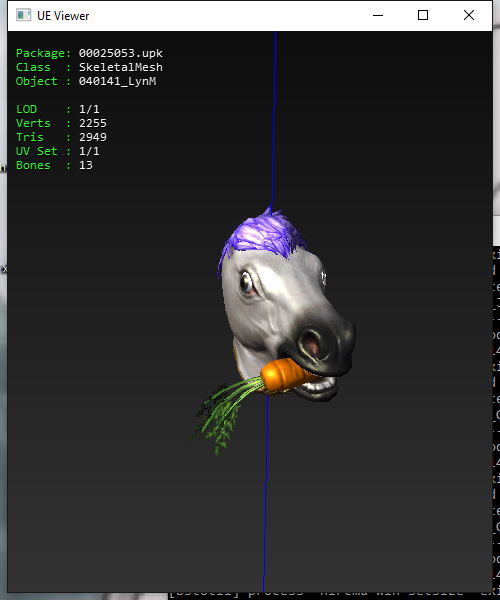 UE Viewer
Package: 00025053.upk
Class : SkeletalMesh
Object : 040141_LynM
LOD : 1/1
Verts : 2255
Tris : 2949
UV Set : 1/1
Bones : 13